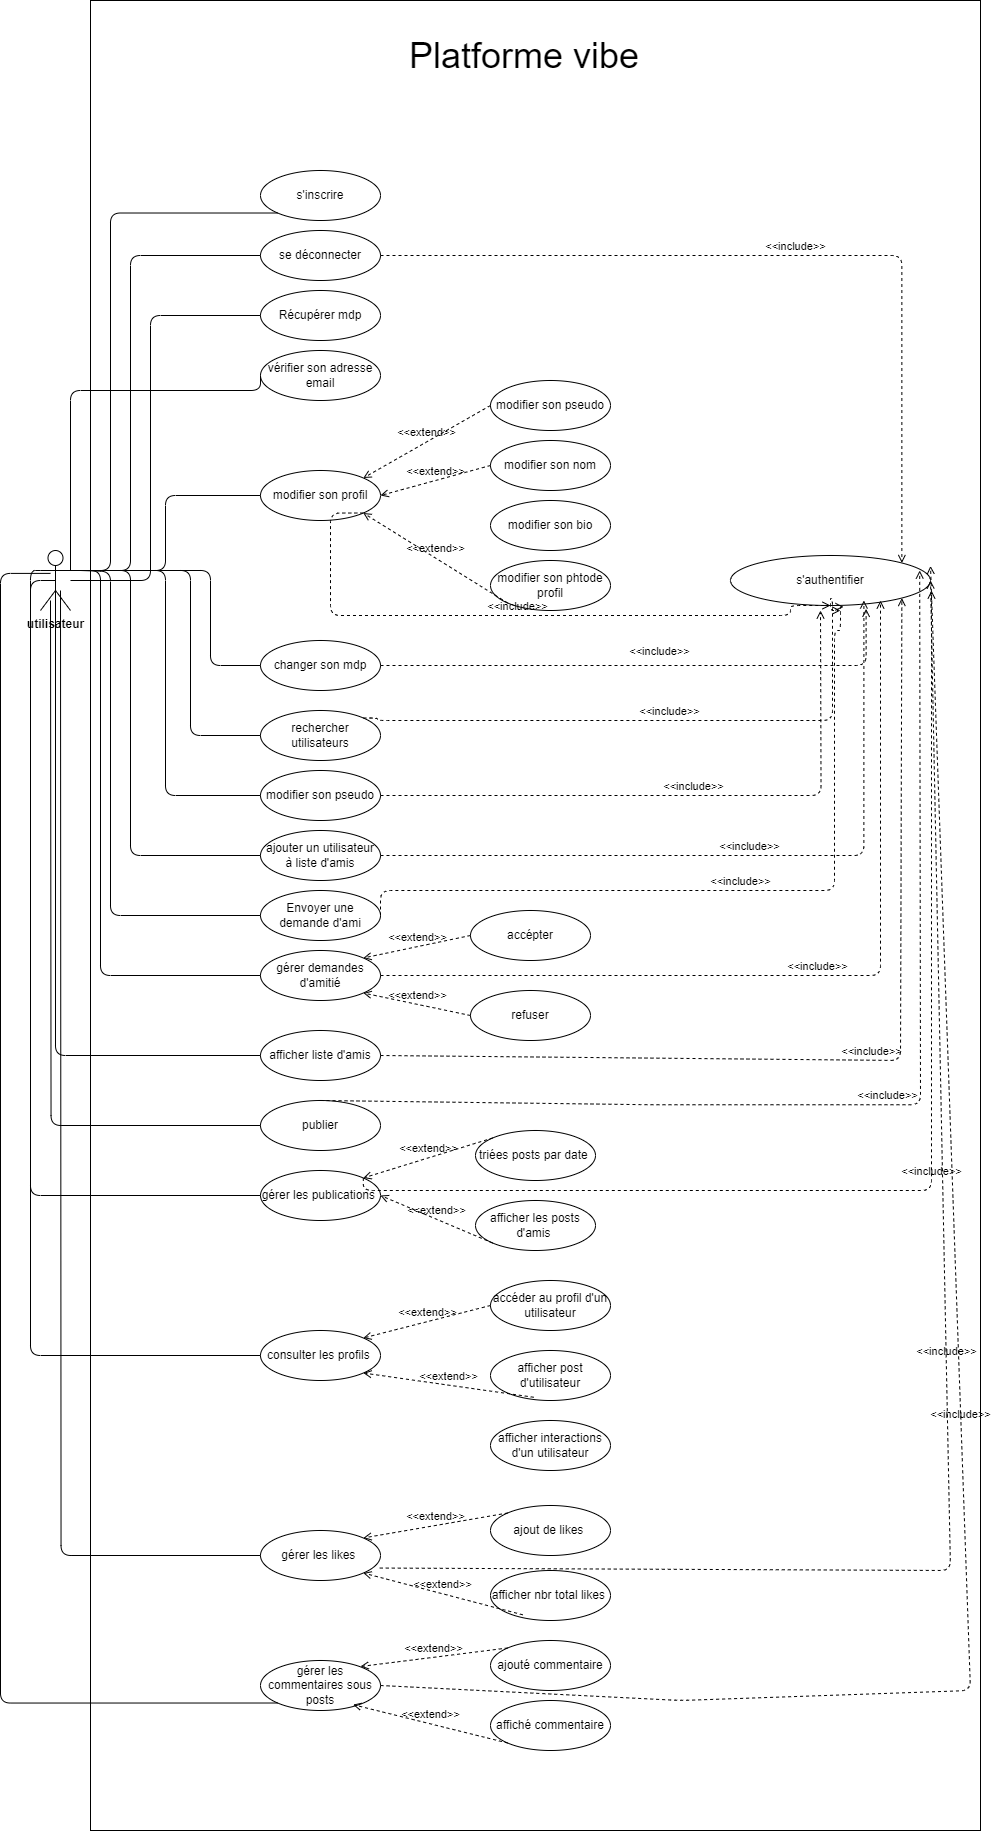 Platforme vibe
s'inscrire
<<include>>
se déconnecter
Récupérer mdp
vérifier son adresse
email
modifier son pseudo
<<extend>>
modifier son nom
<<extend>>
modifier son profil
modifier son bio
<<extend>>
modifier son phtode
profil
s'authentifier
<<include>>
utilisateur
<<include>>
changer son mdp
<<include>>
rechercher
utilisateurs
<<include>>
modifier son pseudo
<<include>>
ajouter un utilisateur
à liste d'amis
<<include>>
Envoyer une
demande d'ami
<<extend>>
accépter
gérer demandes
d'amitié
<<include>>
<<extend>>
refuser
<<include>>
afficher liste d'amis
<<include>>
publier
<<extend>>
triées posts par date
<<include>>
gérer les publications
<<extend>>
afficher les posts
d'amis
accéder au profil d'un
utilisateur
<<extend>>
<<include>>
consulter les profils
afficher post
d'utilisateur
<<extend>>
<<include>>
afficher interactions
d'un utilisateur
<<extend>>
ajout de likes
gérer les likes
<<extend>>
afficher nbr total likes
<<extend>>
ajouté commentaire
gérer les
commentaires sous
posts
<<extend>>
affiché commentaire